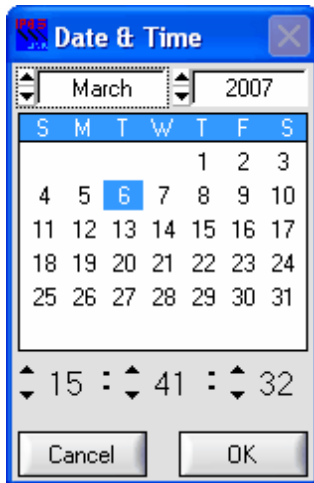 Date & Time
March 2007
S M T W T F S
1 2 3
4 5 6 7 8 9 10
11 12 13 14 15 16 17
18 19 20 21 22 23 24
25 26 27 28 29 30 31
15 : 41 : 32
Cancel OK